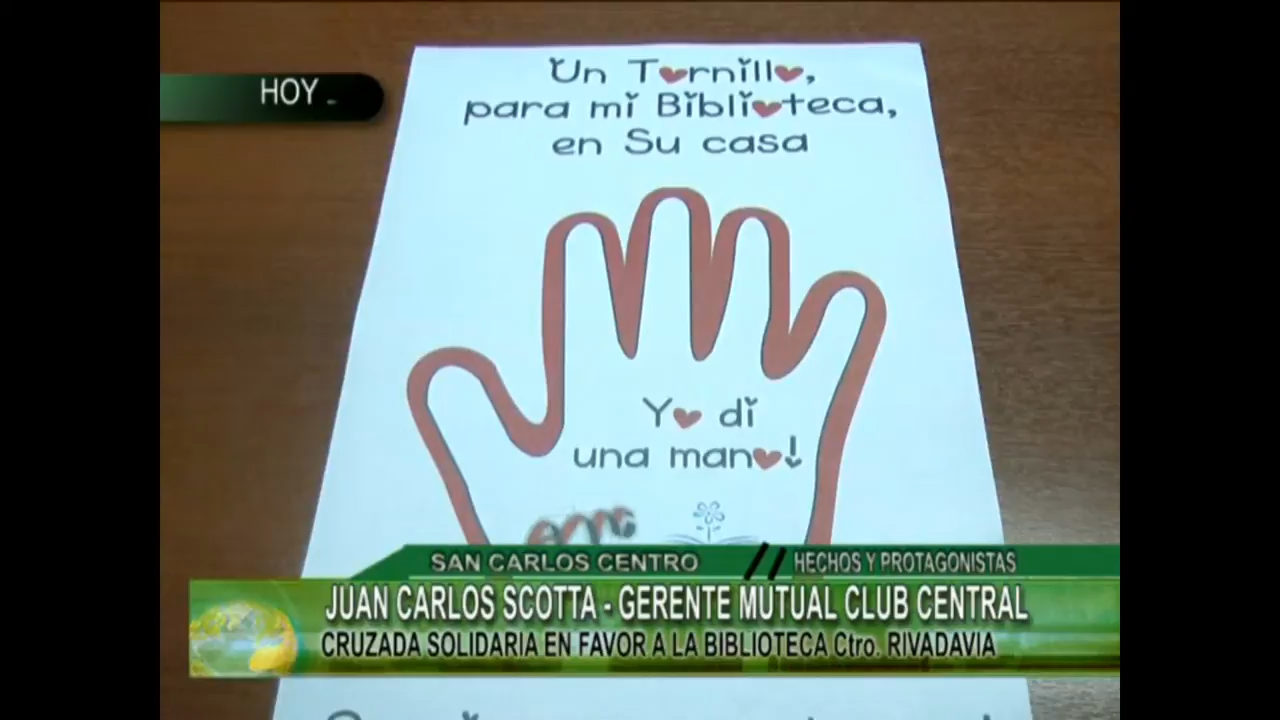 HOY
Un Tornillo,
para mi Biblioteca,
en Su casa
Yo di
una mano!
SAN CARLOS CENTRO // HECHOS Y PROTAGONISTAS
JUAN CARLOS SCOTTA - GERENTE MUTUAL CLUB CENTRAL
CRUZADA SOLIDARIA EN FAVOR A LA BIBLIOTECA Ctro. RIVADAVIA